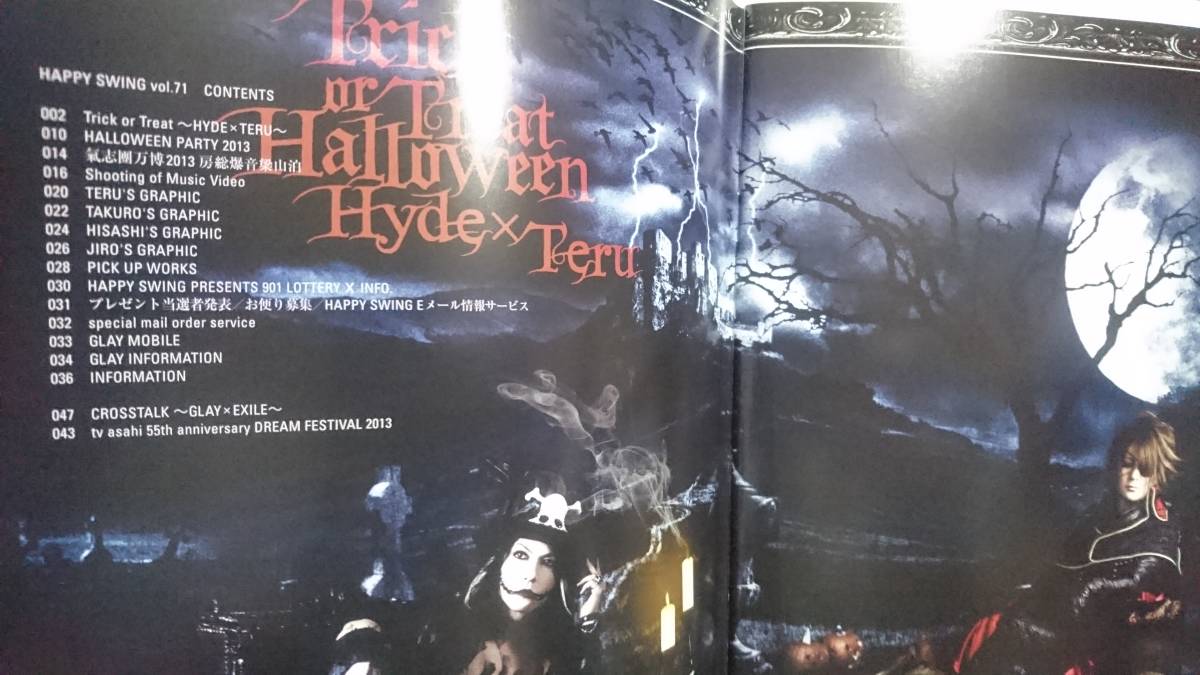 Trick
or Treat
Halloween
Hyde×Teru
HAPPY SWING vol.71 CONTENTS
002 Trick or Treat ～HYDE×TERU～
010 HALLOWEEN PARTY 2013
014 氣志團万博2013 房総爆音梁山泊
016 Shooting of Music Video
020 TERU'S GRAPHIC
022 TAKURO'S GRAPHIC
024 HISASHI'S GRAPHIC
026 JIRO'S GRAPHIC
028 PICK UP WORKS
030 HAPPY SWING PRESENTS 901 LOTTERY X INFO.
031 プレゼント当選者発表／お便り募集／HAPPY SWING Eメール情報サービス
032 special mail order service
033 GLAY MOBILE
034 GLAY INFORMATION
036 INFORMATION
047 CROSSTALK ～GLAY×EXILE～
043 tv asahi 55th anniversary DREAM FESTIVAL 2013